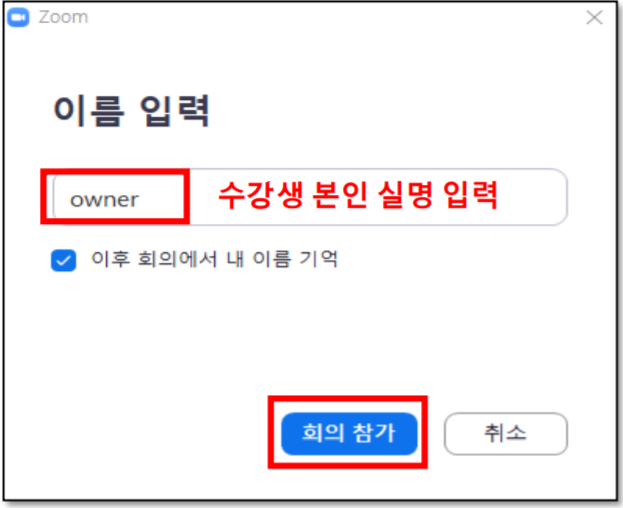 Zoom
이름 입력
owner 수강생 본인 실명 입력
이후 회의에서 내 이름 기억
회의 참가 취소